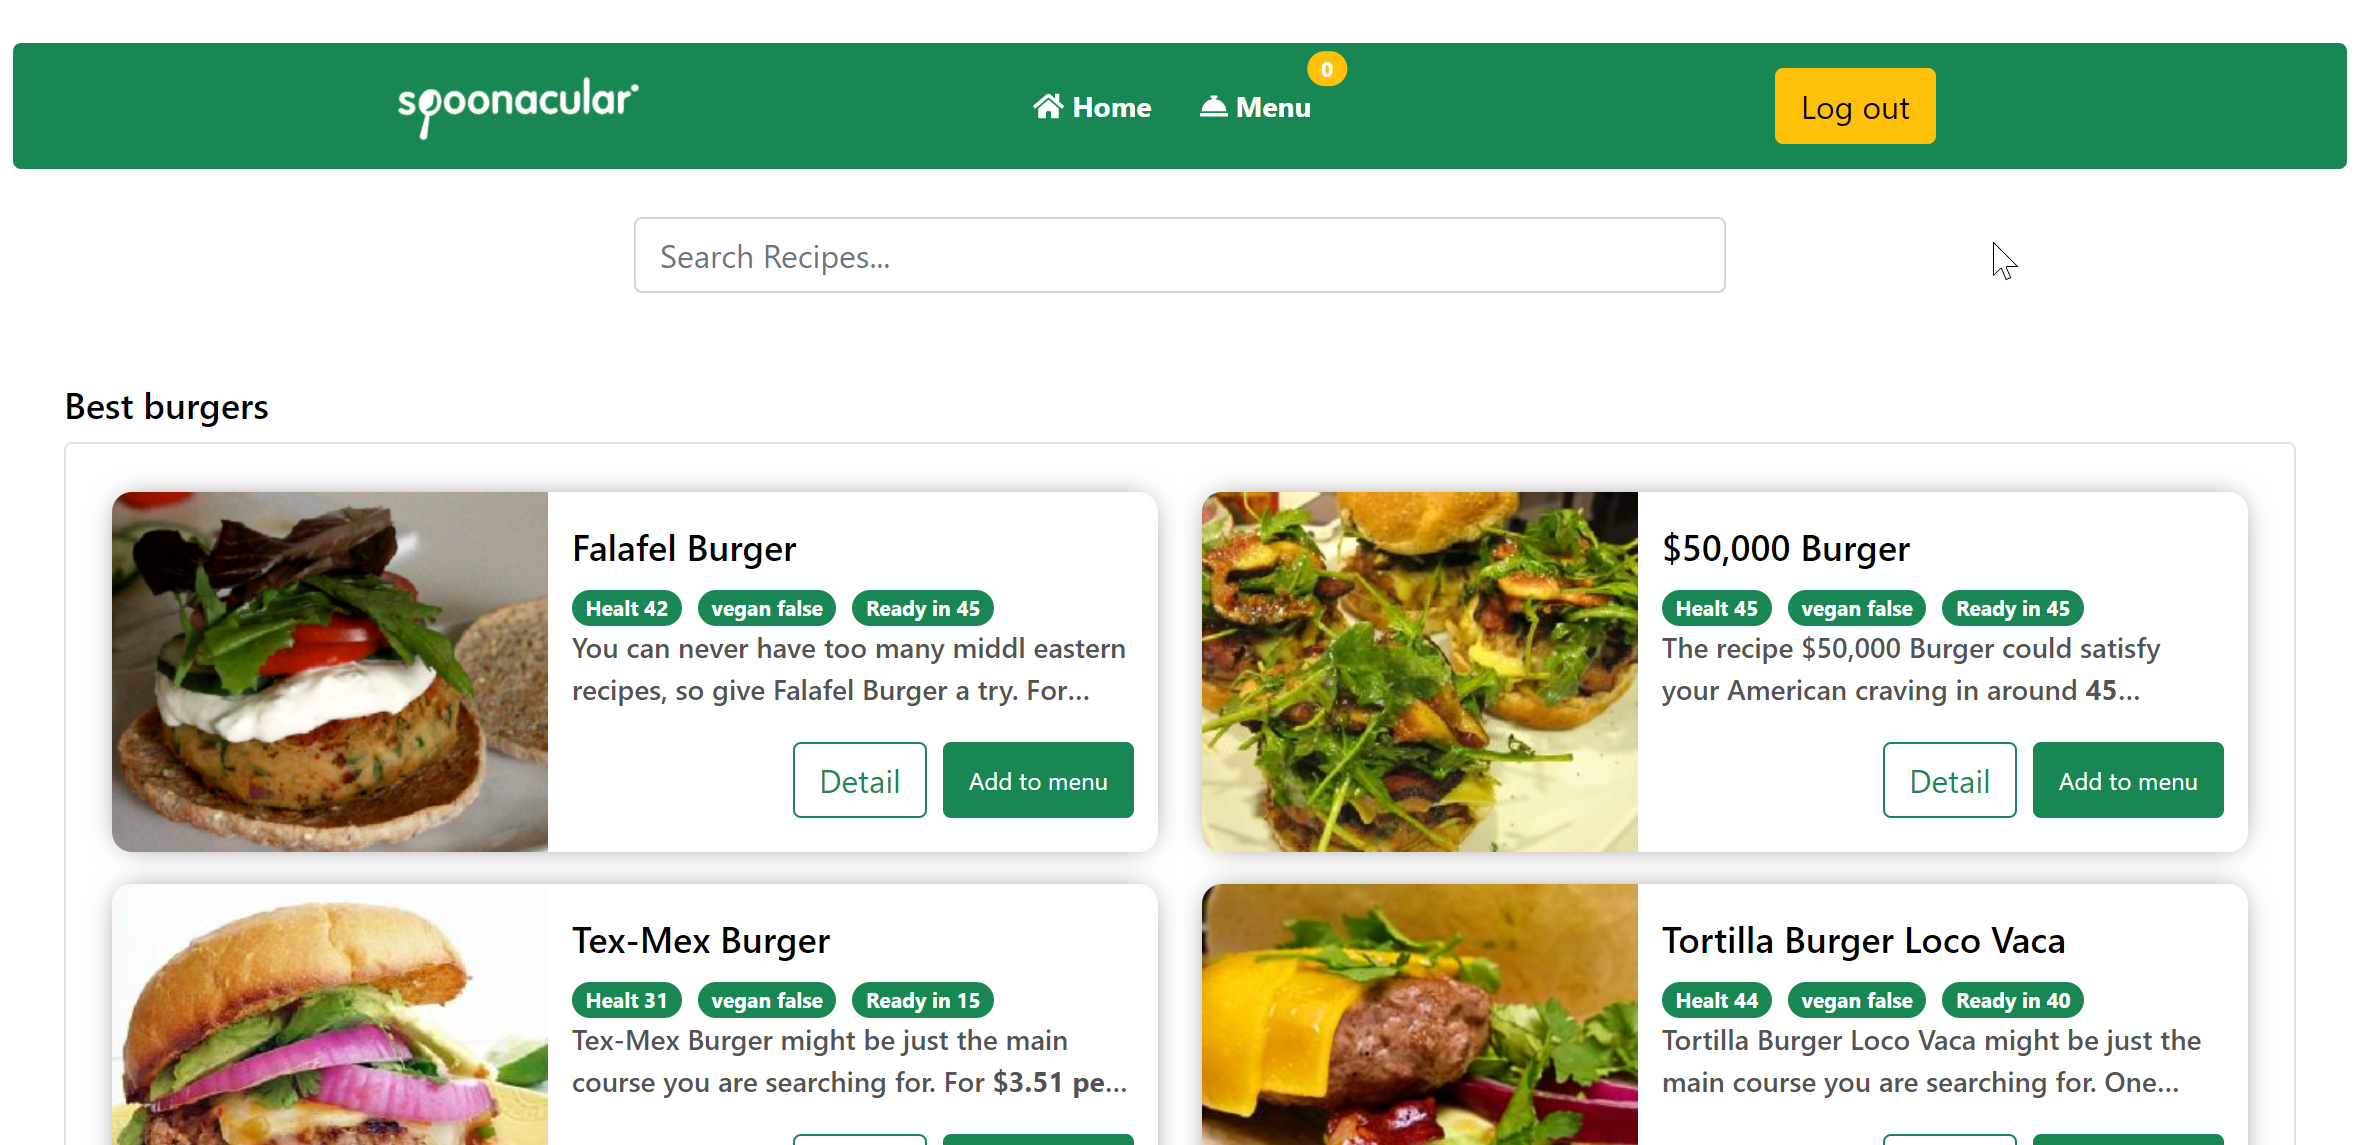 spoonacular
Home
Menu
0
Log out
Search Recipes...
Best burgers
Falafel Burger
Healt 42 vegan false Ready in 45
You can never have too many middl eastern
recipes, so give Falafel Burger a try. For...
Detail Add to menu
$50,000 Burger
Healt 45 vegan false Ready in 45
The recipe $50,000 Burger could satisfy
your American craving in around 45...
Detail Add to menu
Tex-Mex Burger
Healt 31 vegan false Ready in 15
Tex-Mex Burger might be just the main
course you are searching for. For $3.51 pe...
Tortilla Burger Loco Vaca
Healt 44 vegan false Ready in 40
Tortilla Burger Loco Vaca might be just the
main course you are searching for. One...